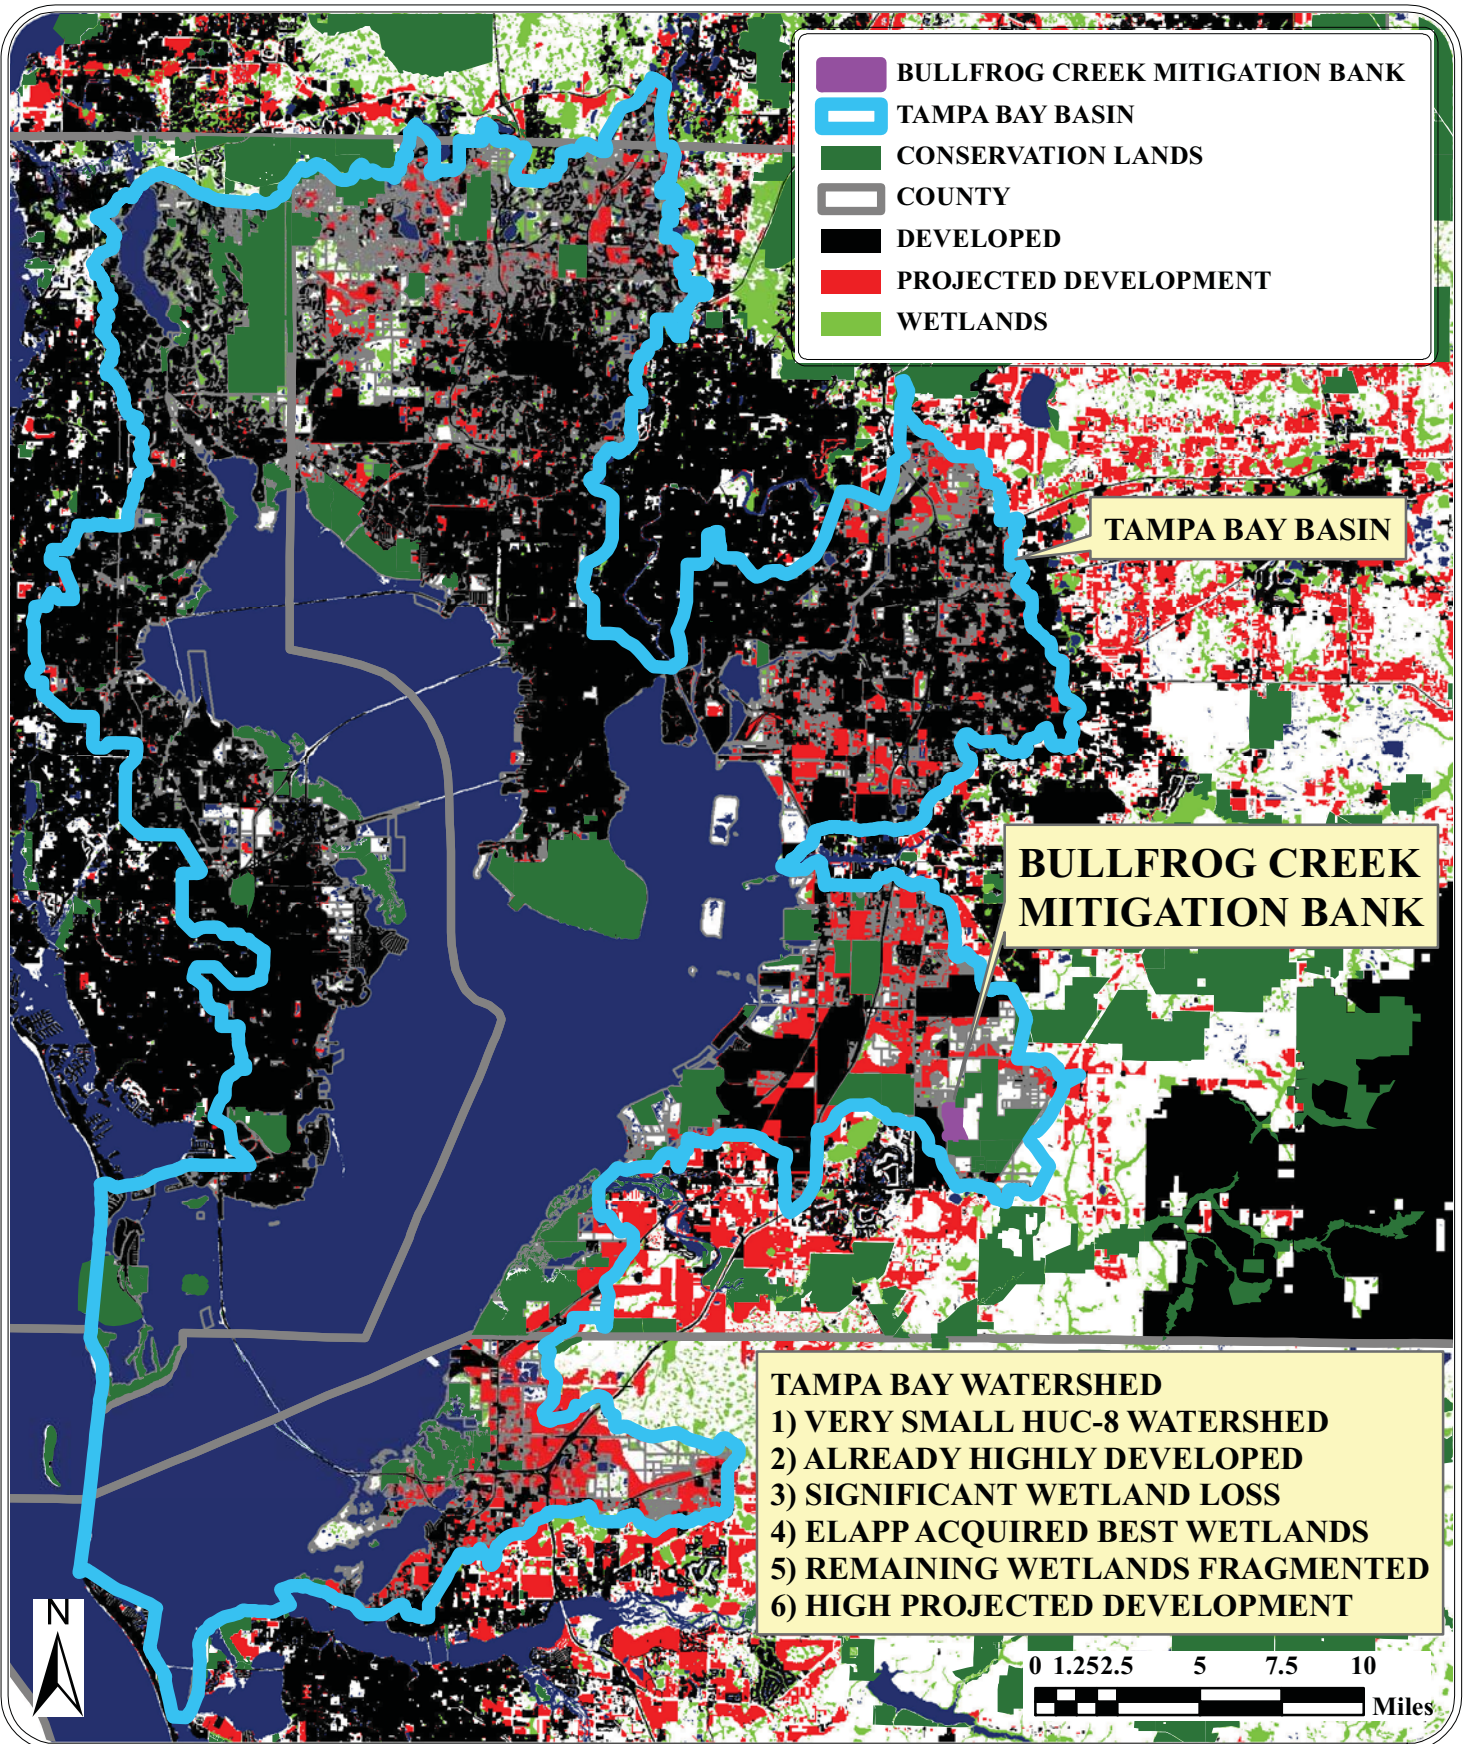 BULLFROG CREEK MITIGATION BANK
TAMPA BAY BASIN
CONSERVATION LANDS
COUNTY
DEVELOPED
PROJECTED DEVELOPMENT
WETLANDS
TAMPA BAY BASIN
BULLFROG CREEK
MITIGATION BANK
TAMPA BAY WATERSHED
1) VERY SMALL HUC-8 WATERSHED
2) ALREADY HIGHLY DEVELOPED
3) SIGNIFICANT WETLAND LOSS
4) ELAPP ACQUIRED BEST WETLANDS
5) REMAINING WETLANDS FRAGMENTED
6) HIGH PROJECTED DEVELOPMENT
N
0 1.25 2.5 5 7.5 10
Miles